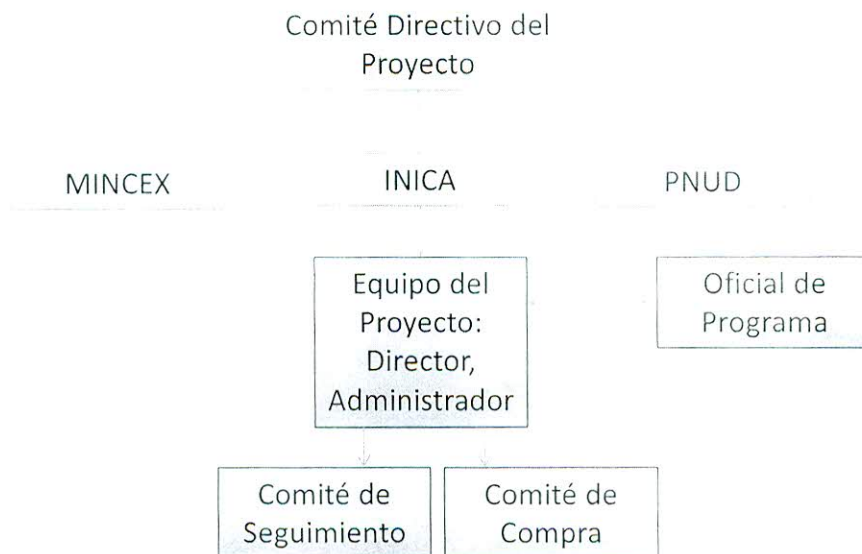 Comité Directivo del
Proyecto
MINCEX
INICA
PNUD
Equipo del
Proyecto:
Director,
Administrador
Oficial de
Programa
Comité de
Seguimiento
Comité de
Compra